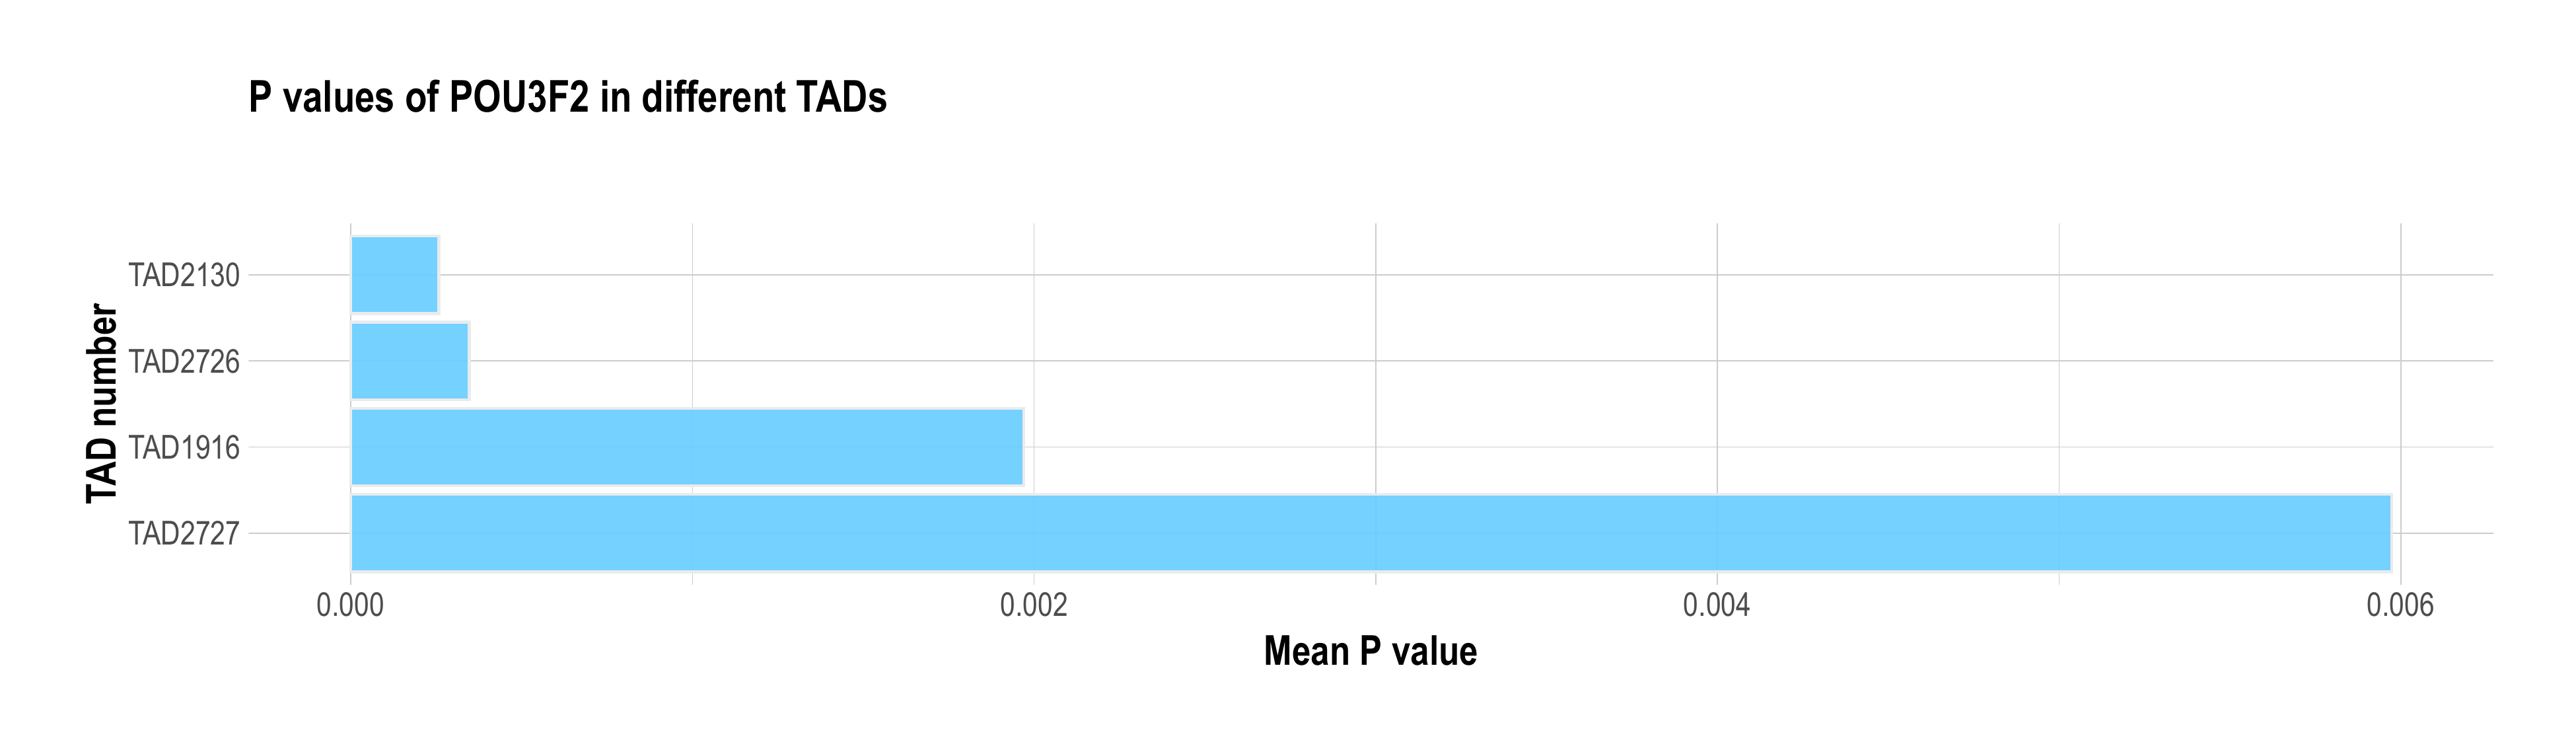 P values of POU3F2 in different TADs
TAD number
TAD2130
TAD2726
TAD1916
TAD2727
0.000 0.002 0.004 0.006
Mean P value